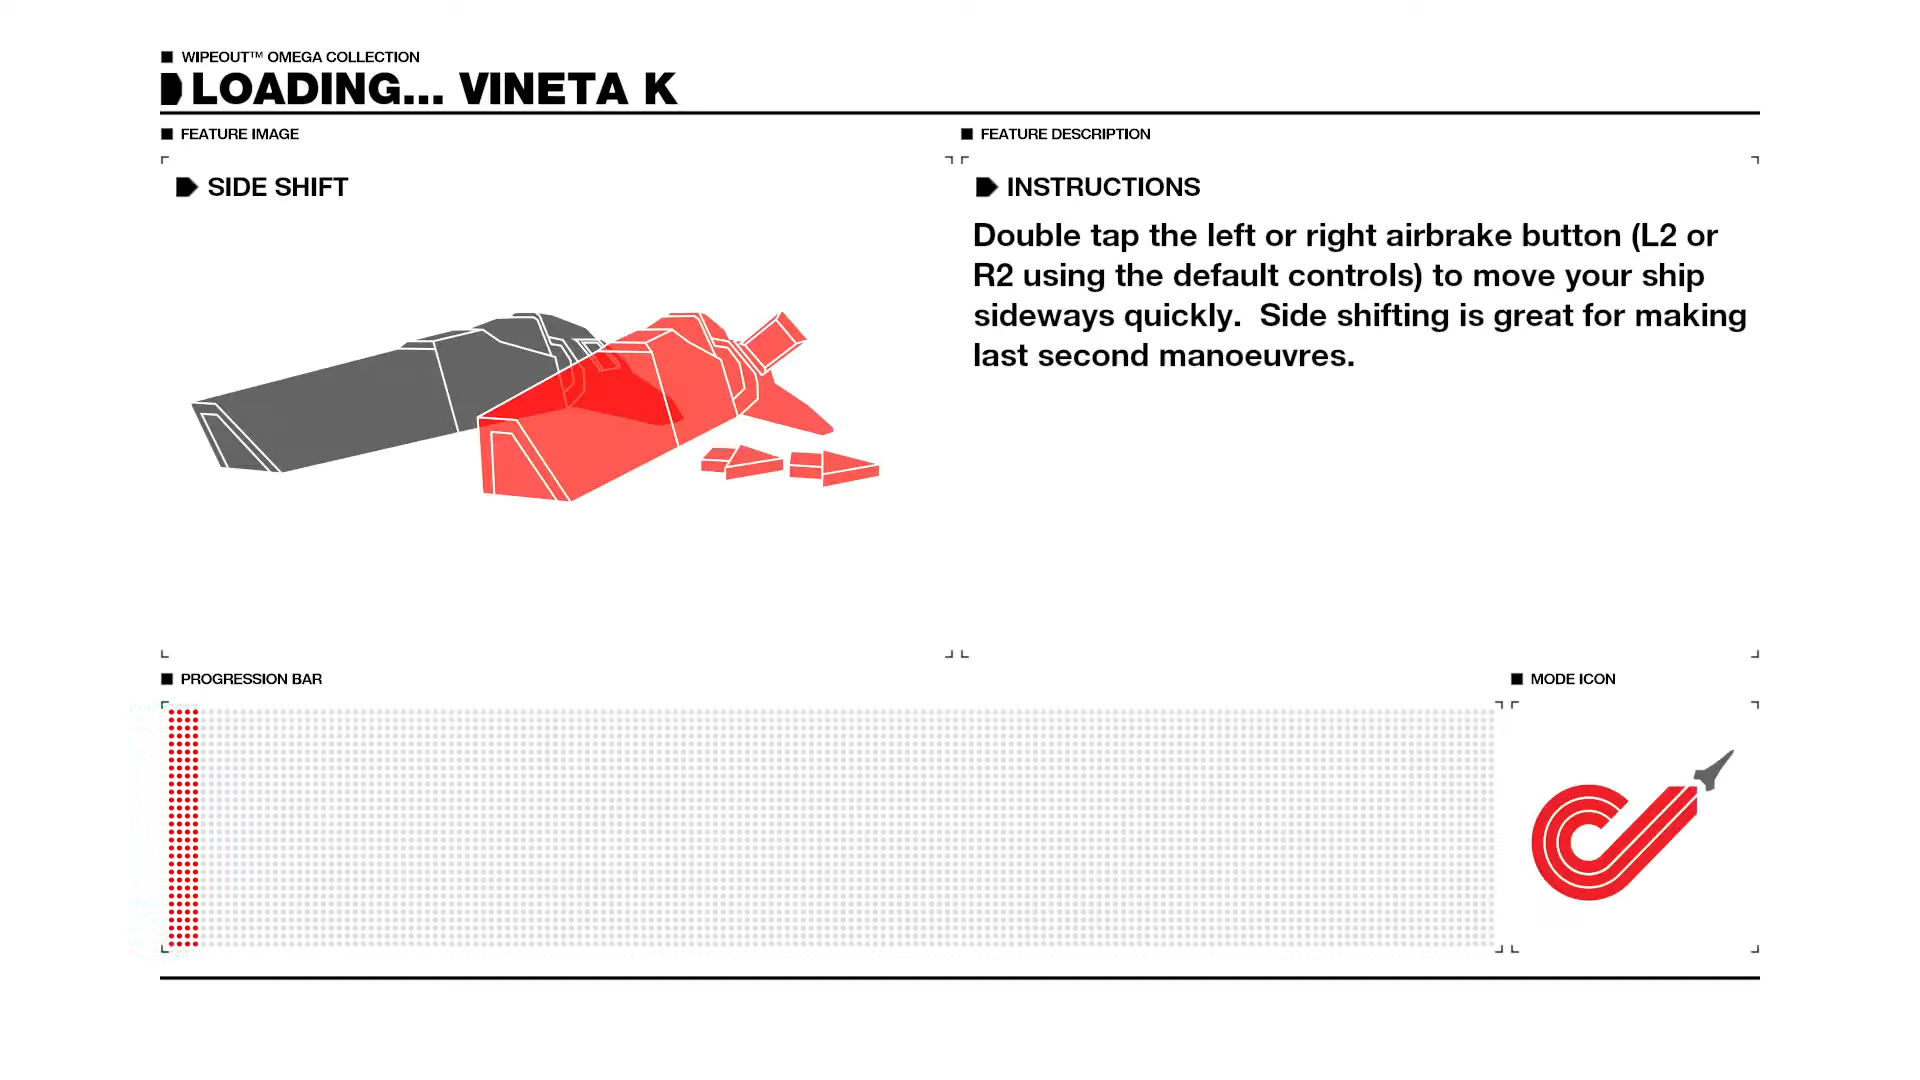 WIPEOUT™ OMEGA COLLECTION
LOADING... VINETA K
FEATURE IMAGE
SIDE SHIFT
FEATURE DESCRIPTION
INSTRUCTIONS
Double tap the left or right airbrake button (L2 or
R2 using the default controls) to move your ship
sideways quickly.  Side shifting is great for making
last second manoeuvres.
PROGRESSION BAR
MODE ICON